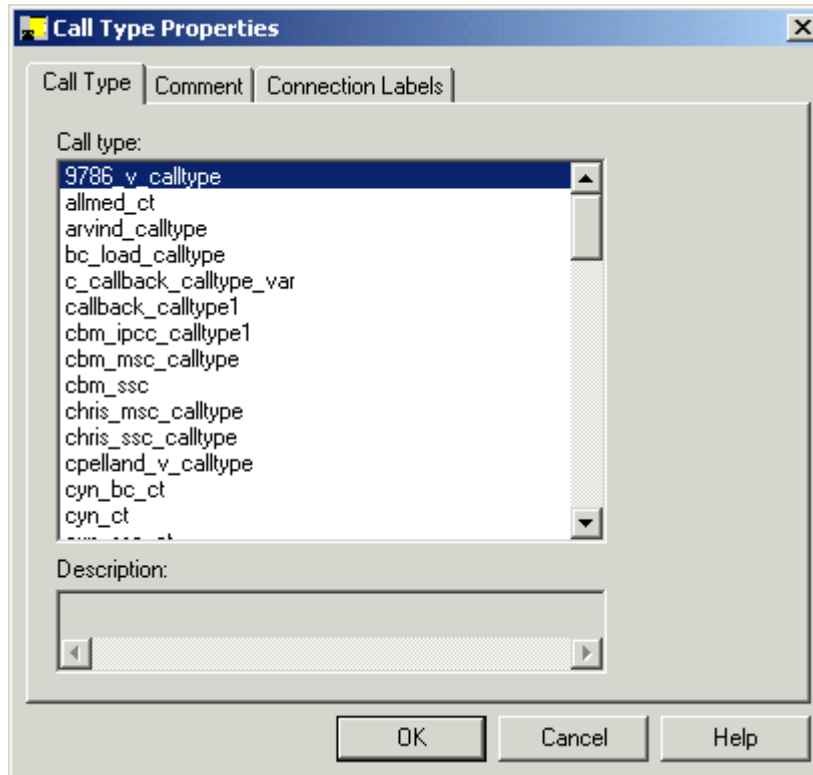 Call Type Properties
Call Type Comment Connection Labels
Call type:
9786_v_calltype
allmed_ct
arvind_calltype
bc_load_calltype
c_callback_calltype_var
callback_calltype1
cbm_ipcc_calltype1
cbm_msc_calltype
cbm_ssc
chris_msc_calltype
chris_ssc_calltype
cpelland_v_calltype
cyn_bc_ct
cyn_ct
Description:
OK Cancel Help